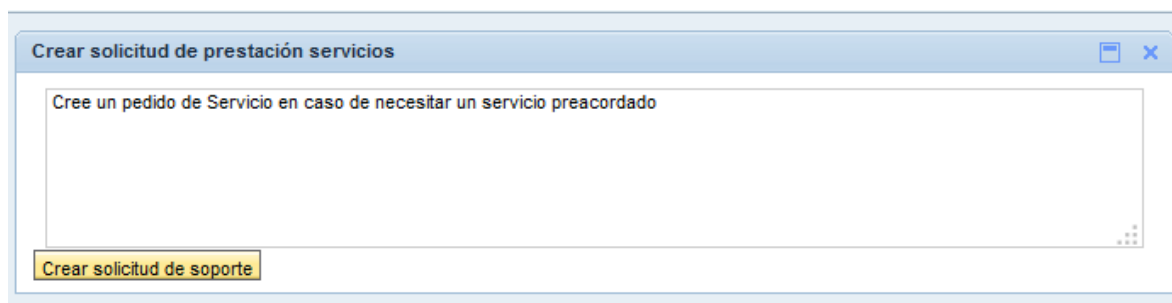 Crear solicitud de prestación servicios
Cree un pedido de Servicio en caso de necesitar un servicio preacordado
Crear solicitud de soporte